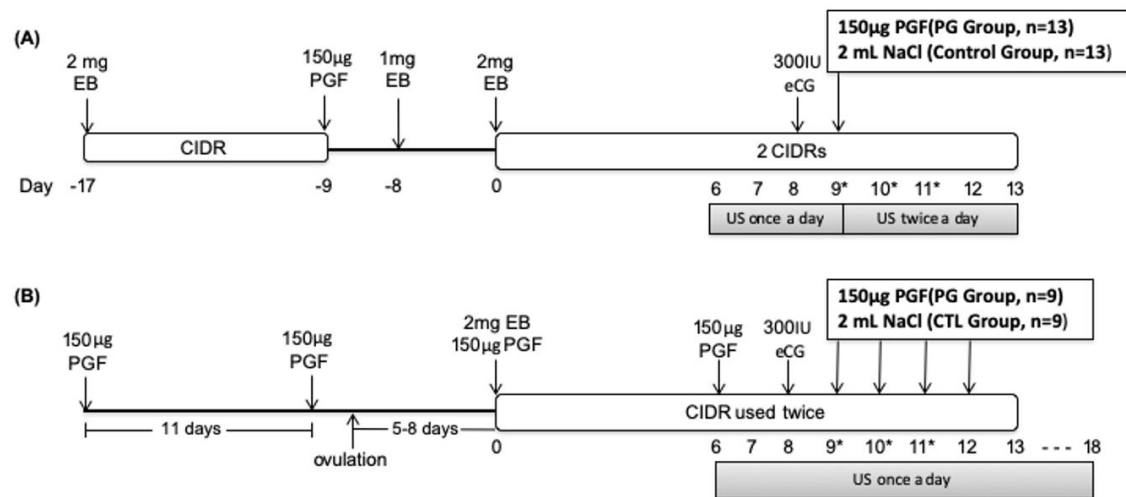 (A)
2 mg
EB
150µg
PGF
1mg
EB
2mg
EB
300IU
eCG
150µg PGF(PG Group, n=13)
2 mL NaCl (Control Group, n=13)
CIDR
2 CIDRs
Day -17 -9 -8 0 6 7 8 9* 10* 11* 12 13
US once a day US twice a day
(B)
150µg
PGF
150µg
PGF
2mg EB
150µg PGF
150µg
PGF
300IU
eCG
150µg PGF(PG Group, n=9)
2 mL NaCl (CTL Group, n=9)
CIDR used twice
11 days
5-8 days
ovulation
0 6 7 8 9* 10* 11* 12 13 --- 18
US once a day